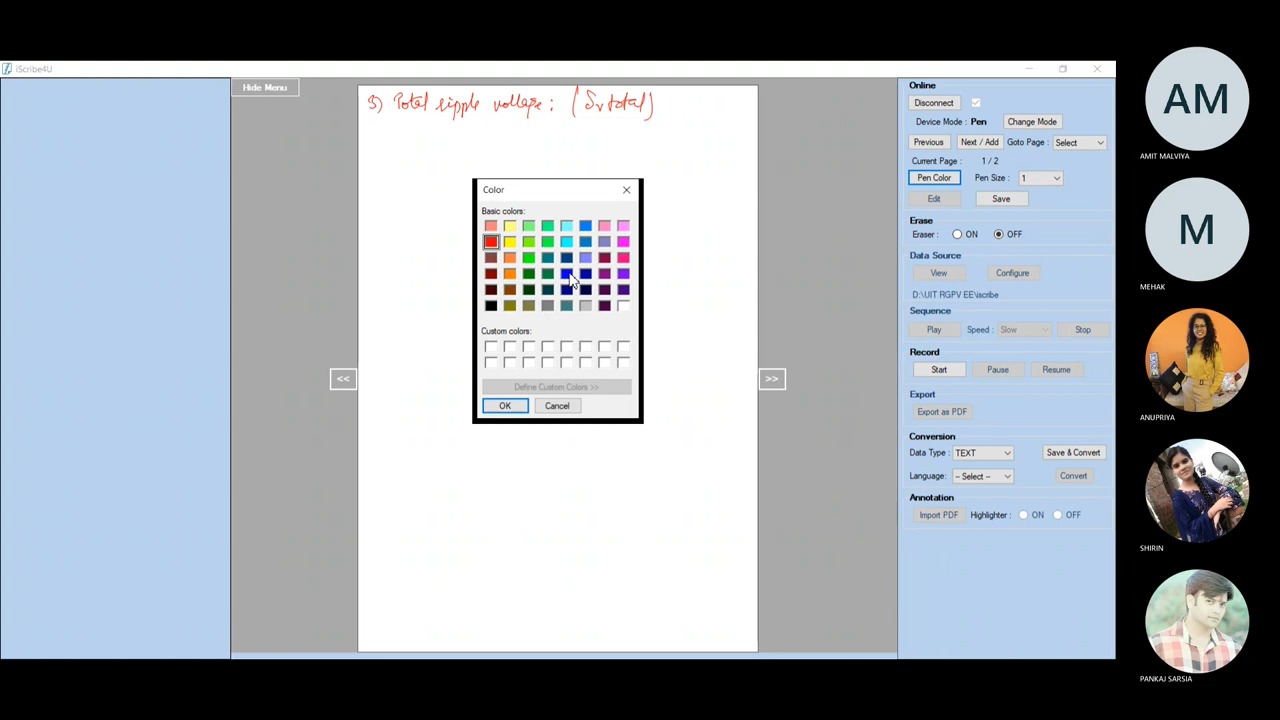 iScribe4U
Hide Menu
5) Total ripple voltage : (δv total)
Color
Basic colors:
Custom colors:
Define Custom Colors >>
OK
Cancel
<<
>>
Online
Disconnect
Device Mode : Pen
Change Mode
Previous
Next / Add
Goto Page :
Select
Current Page : 1 / 2
Pen Color
Pen Size :
1
Edit
Save
Erase
Eraser :
ON
OFF
Data Source
View
Configure
D:\UIT RGPV EE\iscribe
Sequence
Play
Speed :
Slow
Stop
Record
Start
Pause
Resume
Export
Export as PDF
Conversion
Data Type :
TEXT
Save & Convert
Language:
-- Select --
Convert
Annotation
Import PDF
Highlighter :
ON
OFF
AM
AMIT MALVIYA
M
MEHAK
ANUPRIYA
SHIRIN
PANKAJ SARSIA